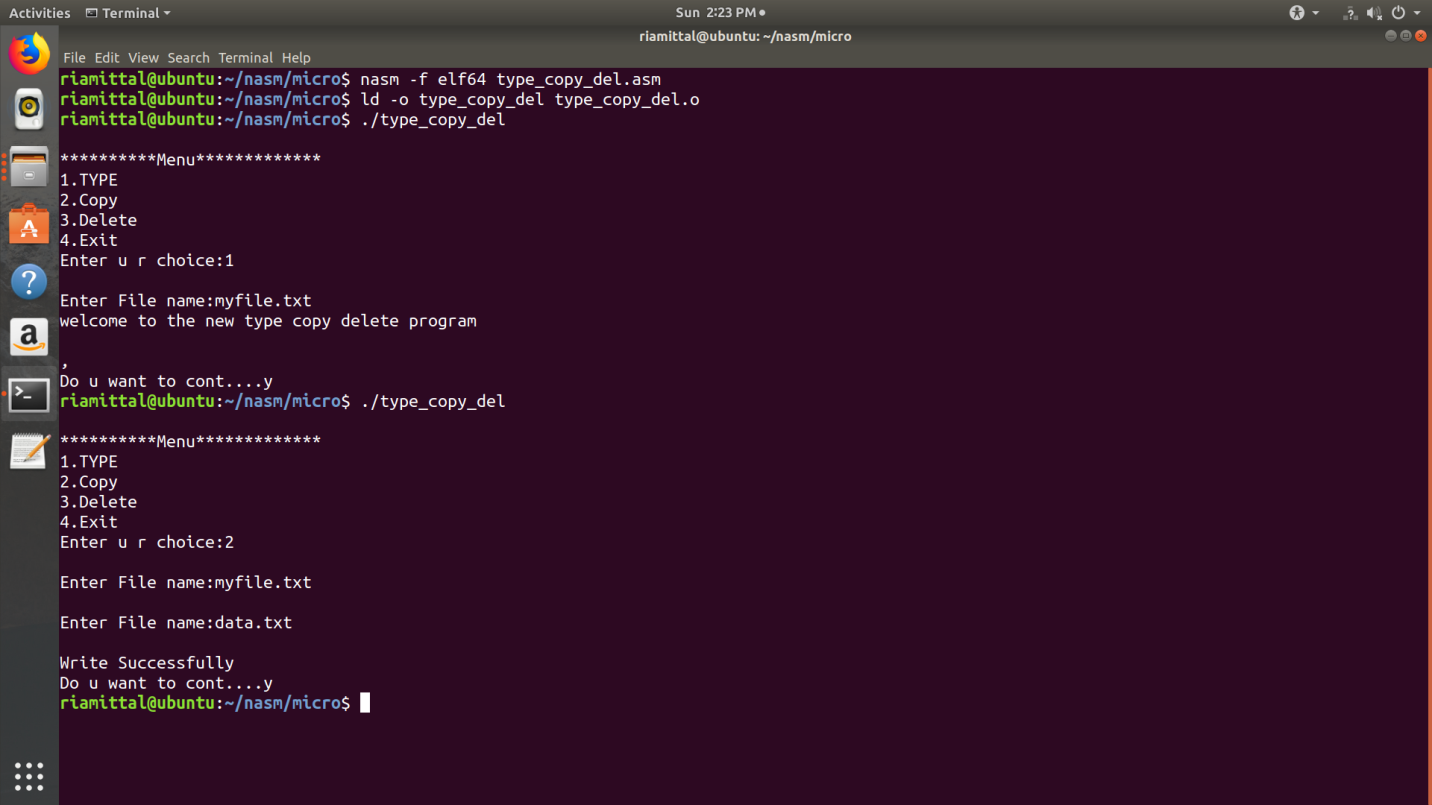 Activities Terminal Sun 2:23 PM
riamittal@ubuntu: ~/nasm/micro
File Edit View Search Terminal Help
riamittal@ubuntu:~/nasm/micro$ nasm -f elf64 type_copy_del.asm
riamittal@ubuntu:~/nasm/micro$ ld -o type_copy_del type_copy_del.o
riamittal@ubuntu:~/nasm/micro$ ./type_copy_del
**********Menu*************
1.TYPE
2.Copy
3.Delete
4.Exit
Enter u r choice:1
Enter File name:myfile.txt
welcome to the new type copy delete program
,
Do u want to cont....y
riamittal@ubuntu:~/nasm/micro$ ./type_copy_del
**********Menu*************
1.TYPE
2.Copy
3.Delete
4.Exit
Enter u r choice:2
Enter File name:myfile.txt
Enter File name:data.txt
Write Successfully
Do u want to cont....y
riamittal@ubuntu:~/nasm/micro$